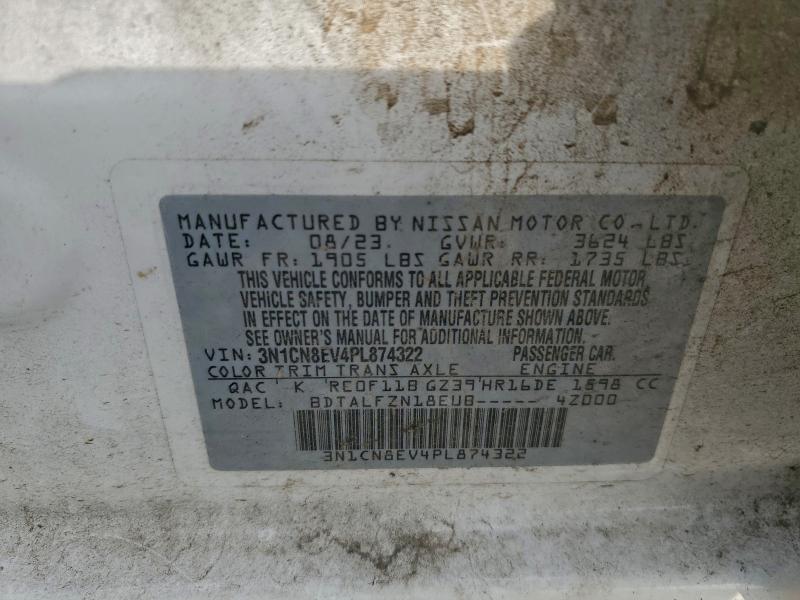 MANUFACTURED BY NISSAN MOTOR CO., LTD.
DATE: 08/23 GVWR: 3624 LBS
GAWR FR: 1905 LBS GAWR RR: 1735 LBS
THIS VEHICLE CONFORMS TO ALL APPLICABLE FEDERAL MOTOR
VEHICLE SAFETY, BUMPER AND THEFT PREVENTION STANDARDS
IN EFFECT ON THE DATE OF MANUFACTURE SHOWN ABOVE.
SEE OWNER'S MANUAL FOR ADDITIONAL INFORMATION.
VIN: 3N1CN8EV4PL874322 PASSENGER CAR.
COLOR TRIM TRANS AXLE ENGINE
QAC K RE0F11B GZ39 HR16DE 1598 CC
MODEL: BDTALFZN18EUB----- 4Z000
3N1CN8EV4PL874322